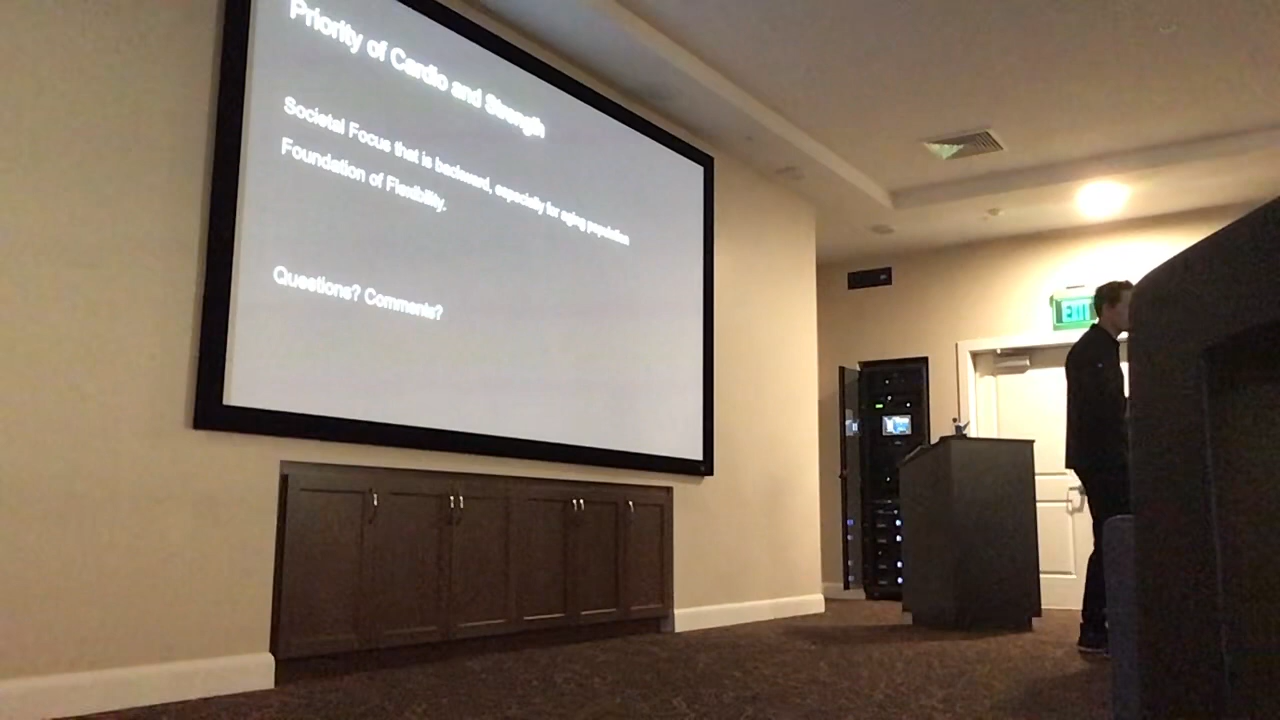 Priority of Cardio and Strength
Societal Focus that is backward, especially for aging population
Foundation of Flexibility.
Questions? Comments?
EXIT